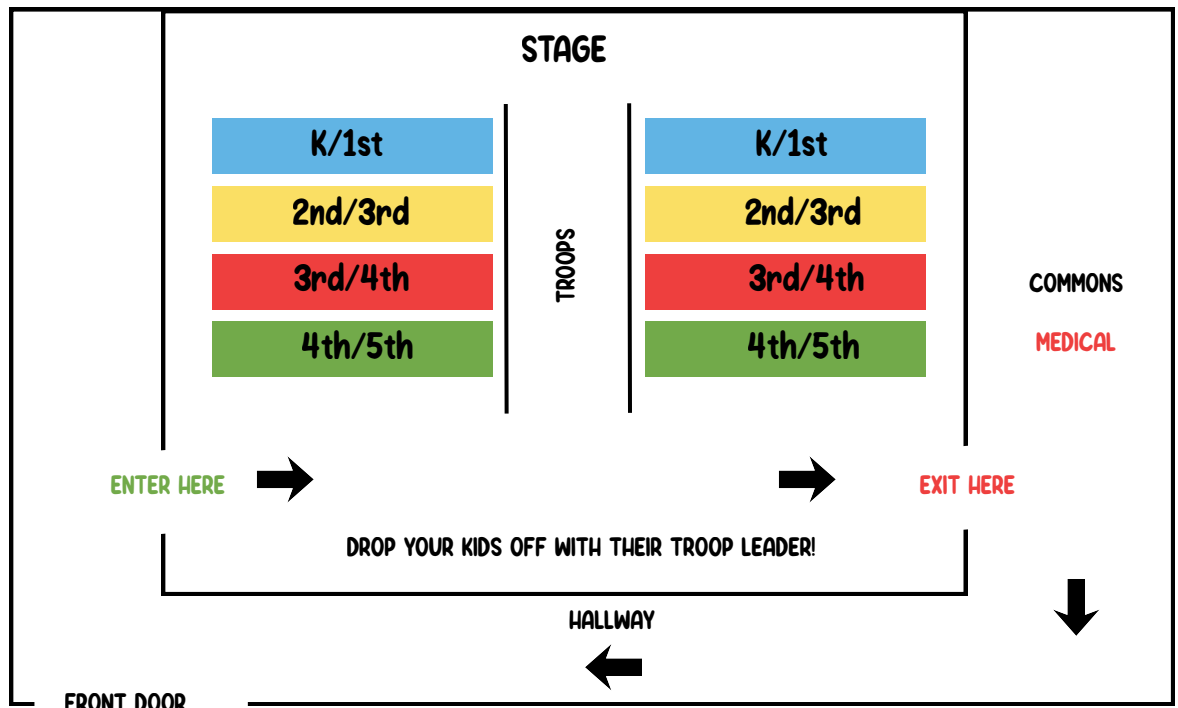 STAGE
K/1st
K/1st
2nd/3rd
2nd/3rd
TROOPS
3rd/4th
3rd/4th
COMMONS
4th/5th
4th/5th
MEDICAL
ENTER HERE
EXIT HERE
DROP YOUR KIDS OFF WITH THEIR TROOP LEADER!
HALLWAY
FRONT DOOR